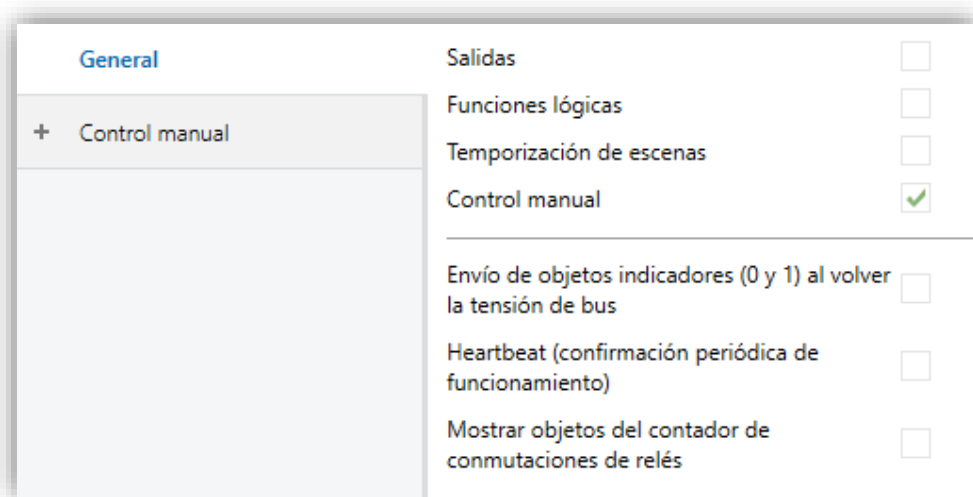 General
+ Control manual
Salidas
Funciones lógicas
Temporización de escenas
Control manual
Envío de objetos indicadores (0 y 1) al volver
la tensión de bus
Heartbeat (confirmación periódica de
funcionamiento)
Mostrar objetos del contador de
conmutaciones de relés